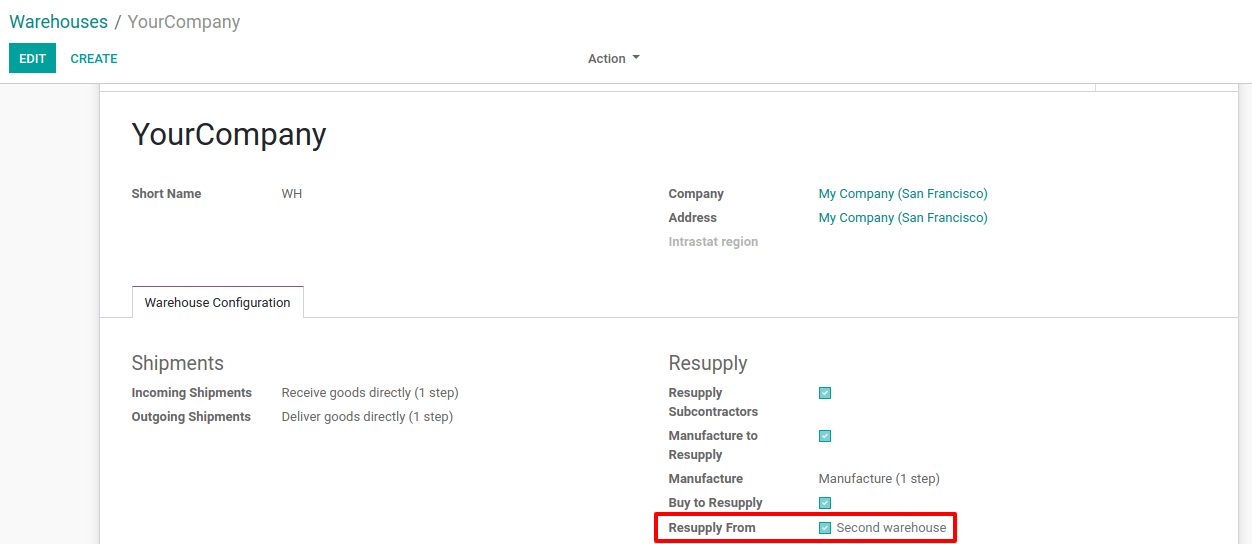 Warehouses / YourCompany
EDIT CREATE Action
YourCompany
Short Name WH
Company My Company (San Francisco)
Address My Company (San Francisco)
Intrastat region
Warehouse Configuration
Shipments
Incoming Shipments Receive goods directly (1 step)
Outgoing Shipments Deliver goods directly (1 step)
Resupply
Resupply
Subcontractors
Manufacture to
Resupply
Manufacture Manufacture (1 step)
Buy to Resupply
Resupply From Second warehouse